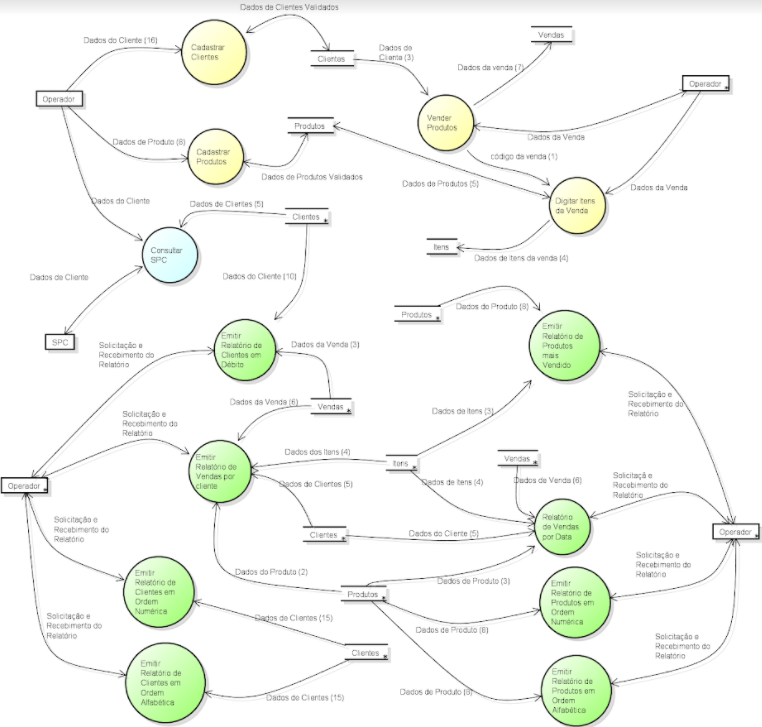 Dados de Clientes Validados
Dados do Cliente (16)
Cadastrar
Clientes
Clientes
Dados de
Cliante (3)
Vendas
Dados da venda (7)
Operador
Operador
Vender
Produtos
Dados da Venda
Produtos
Dados de Produto (8)
Cadastrar
Produtos
código da venda (1)
Dados de Produtos Validados
Dados da Produtos (5)
Dados da Venda
Dados do Cliente
Dados de Clientes (5)
Clientes
Digitar Itens
da Venda
Consultar
SPC
Itens
Dados de Itens da venda (4)
Dados de Cliente
Dados do Cliente (10)
SPC
Produtos
Dados do Produto (8)
Emitir
Relatório de
Clientes em
Débito
Solicitação e
Recebimento do
Relatório
Dados da Venda (3)
Emitir
Relatório de
Produtos
mais
Vendido
Dados da Venda (6)
Vendas
Solicitação e
Recebimento do
Relatório
Dados de Itens (3)
Solicitação e
Recebimento do
Relatório
Operador
Emitir
Relatório de
Vendas por
cliente
Dados dos Itens (4)
Itens
Vendas
Dados de Clientes (5)
Dados de Itens (4)
Dados de Venda (6)
Solicitação e
Recebimento do
Relatório
Solicitação e
Recebimento do
Relatório
Clientes
Dados do Cliente (5)
Relatório
de Vendas
por Data
Operador
Emitir
Relatório de
Clientes em
Ordem
Numérica
Dados do Produto (2)
Produtos
Dados de Produto (3)
Emitir
Relatório de
Produtos em
Ordem
Numérica
Solicitação e
Recebimento do
Relatório
Solicitação e
Recebimento do
Relatório
Dados de Clientes (15)
Dados de Produto (6)
Clientes
Solicitação e
Recebimento do
Relatório
Emitir
Relatório de
Clientes em
Ordem
Alfabética
Dados de Clientes (15)
Dados de Produto (8)
Emitir
Relatório de
Produtos em
Ordem
Alfabética